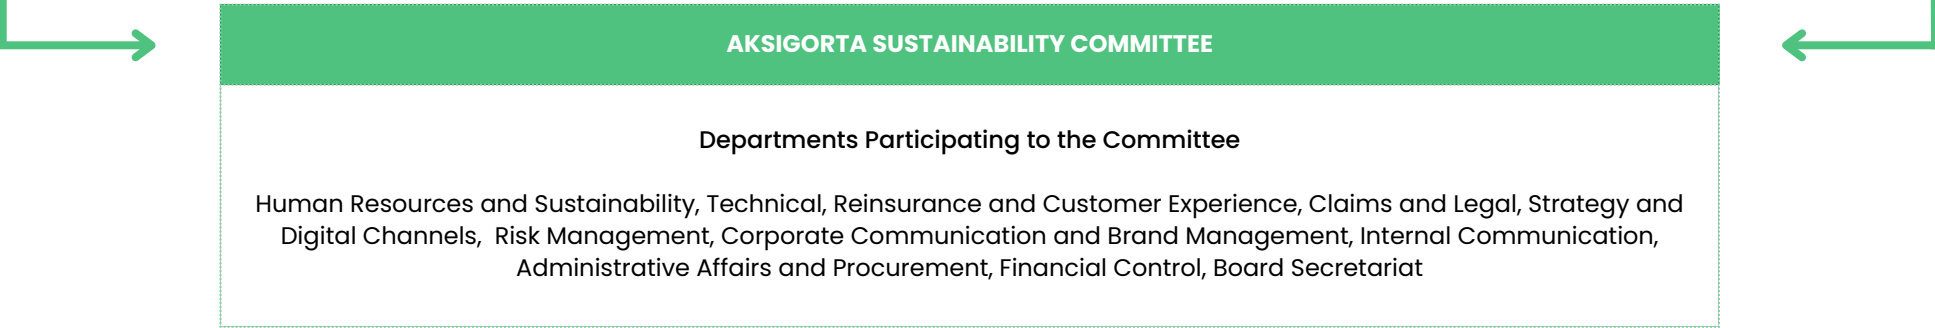 AKSIGORTA SUSTAINABILITY COMMITTEE
Departments Participating to the Committee
Human Resources and Sustainability, Technical, Reinsurance and Customer Experience, Claims and Legal, Strategy and
Digital Channels,  Risk Management, Corporate Communication and Brand Management, Internal Communication,
Administrative Affairs and Procurement, Financial Control, Board Secretariat